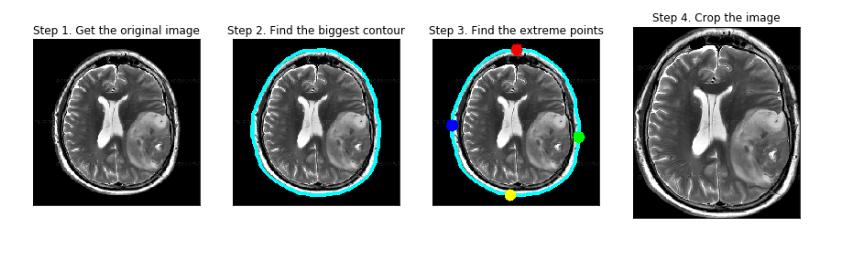 Step 1. Get the original image
Step 2. Find the biggest contour
Step 3. Find the extreme points
Step 4. Crop the image